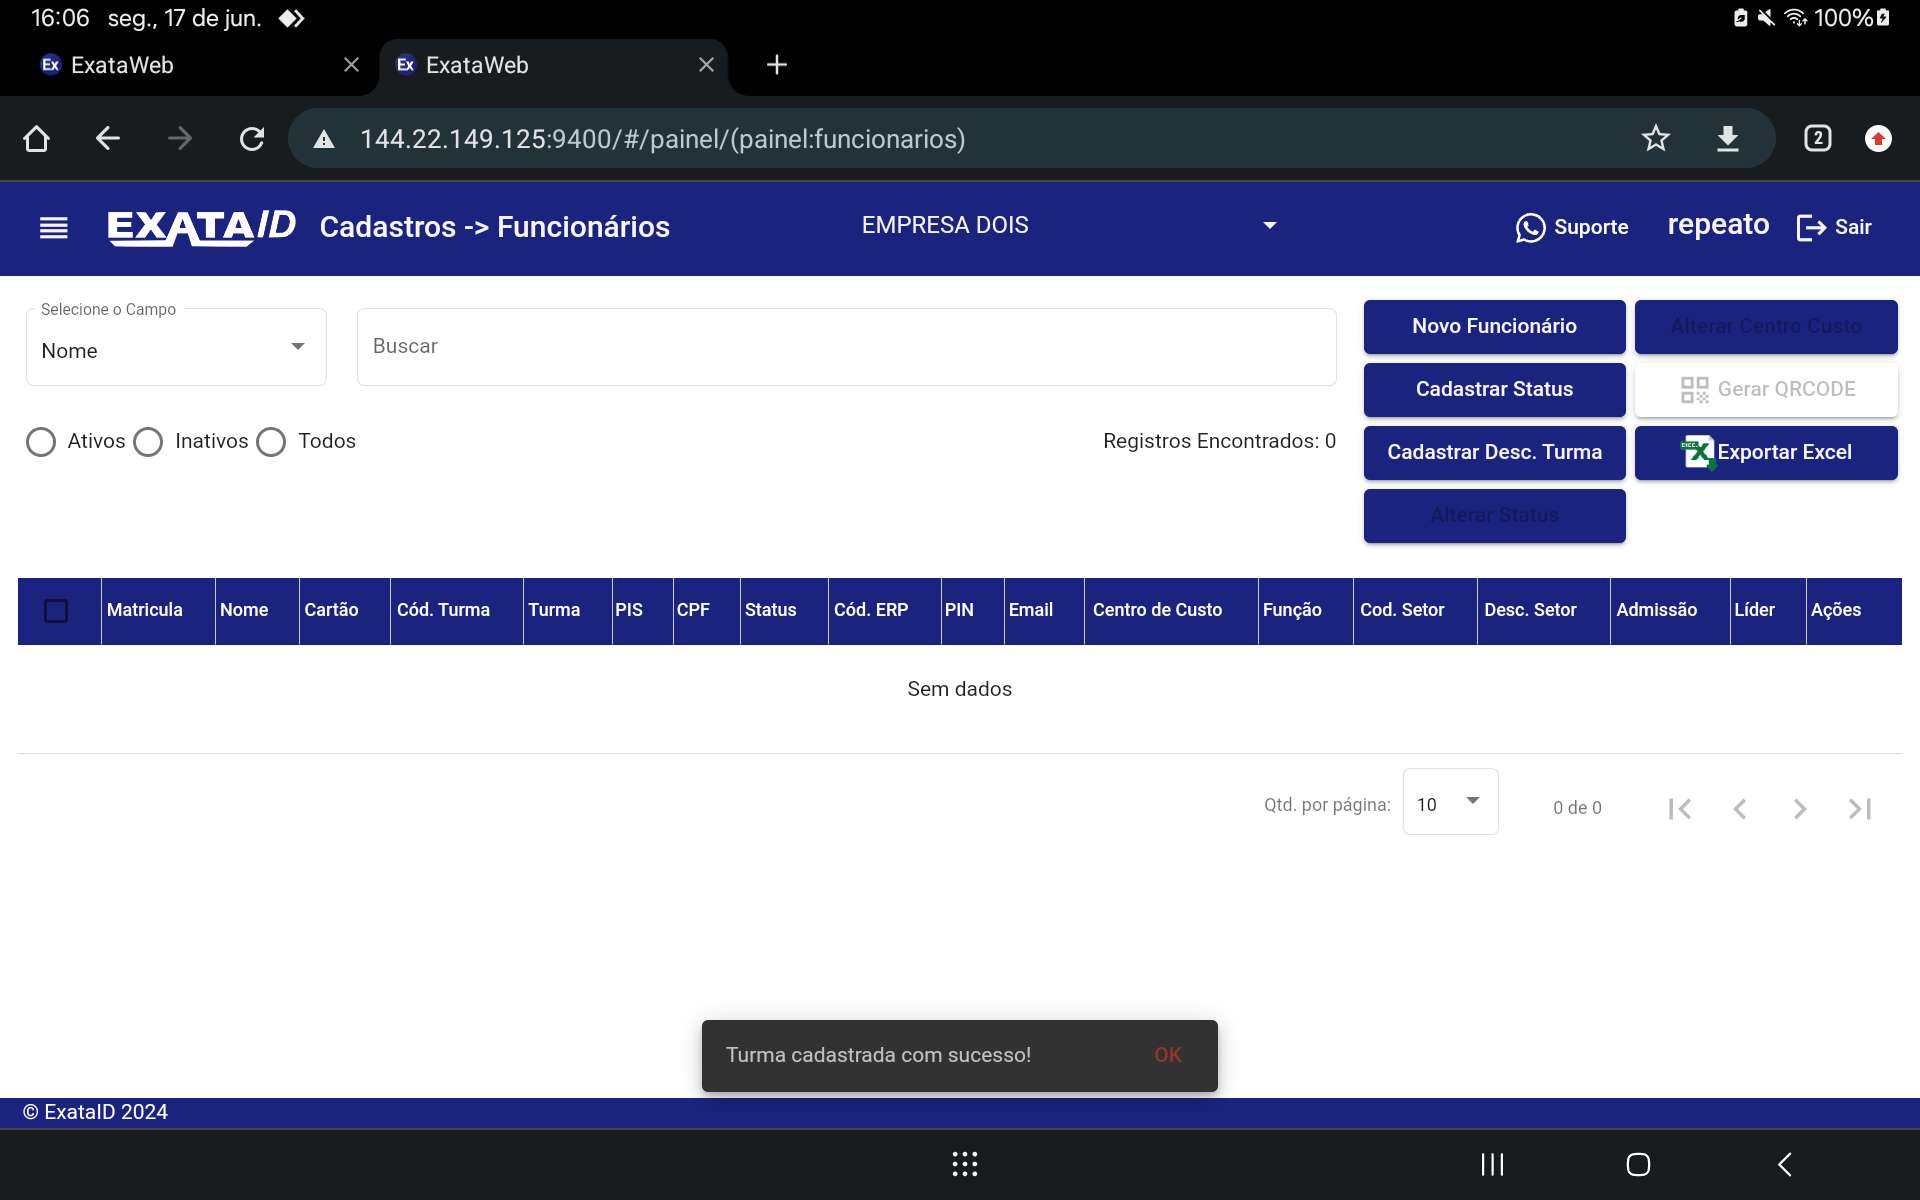 16:06 seg., 17 de jun. 100%
Ex ExataWeb Ex ExataWeb
144.22.149.125:9400/#/painel/(painel:funcionarios) 2
EXATAID Cadastros -> Funcionários EMPRESA DOIS Suporte repeato Sair
Selecione o Campo
Nome
Buscar
Novo Funcionário Alterar Centro Custo
Cadastrar Status Gerar QRCODE
Ativos Inativos Todos Registros Encontrados: 0
Cadastrar Desc. Turma Exportar Excel
Alterar Status
Matricula Nome Cartão Cód. Turma Turma PIS CPF Status Cód. ERP PIN Email Centro de Custo Função Cod. Setor Desc. Setor Admissão Líder Ações
Sem dados
Qtd. por página: 10 0 de 0
Turma cadastrada com sucesso! OK
© ExataID 2024